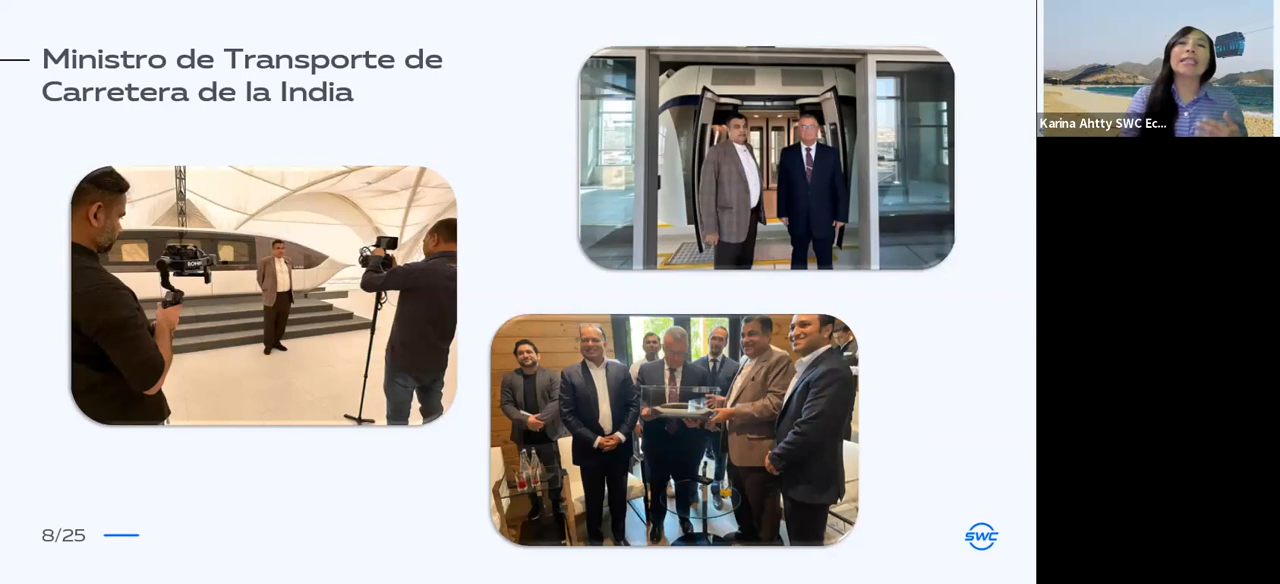 Ministro de Transporte de
Carretera de la India
Karina Ahtty SWC Ec...
8/25
SWC